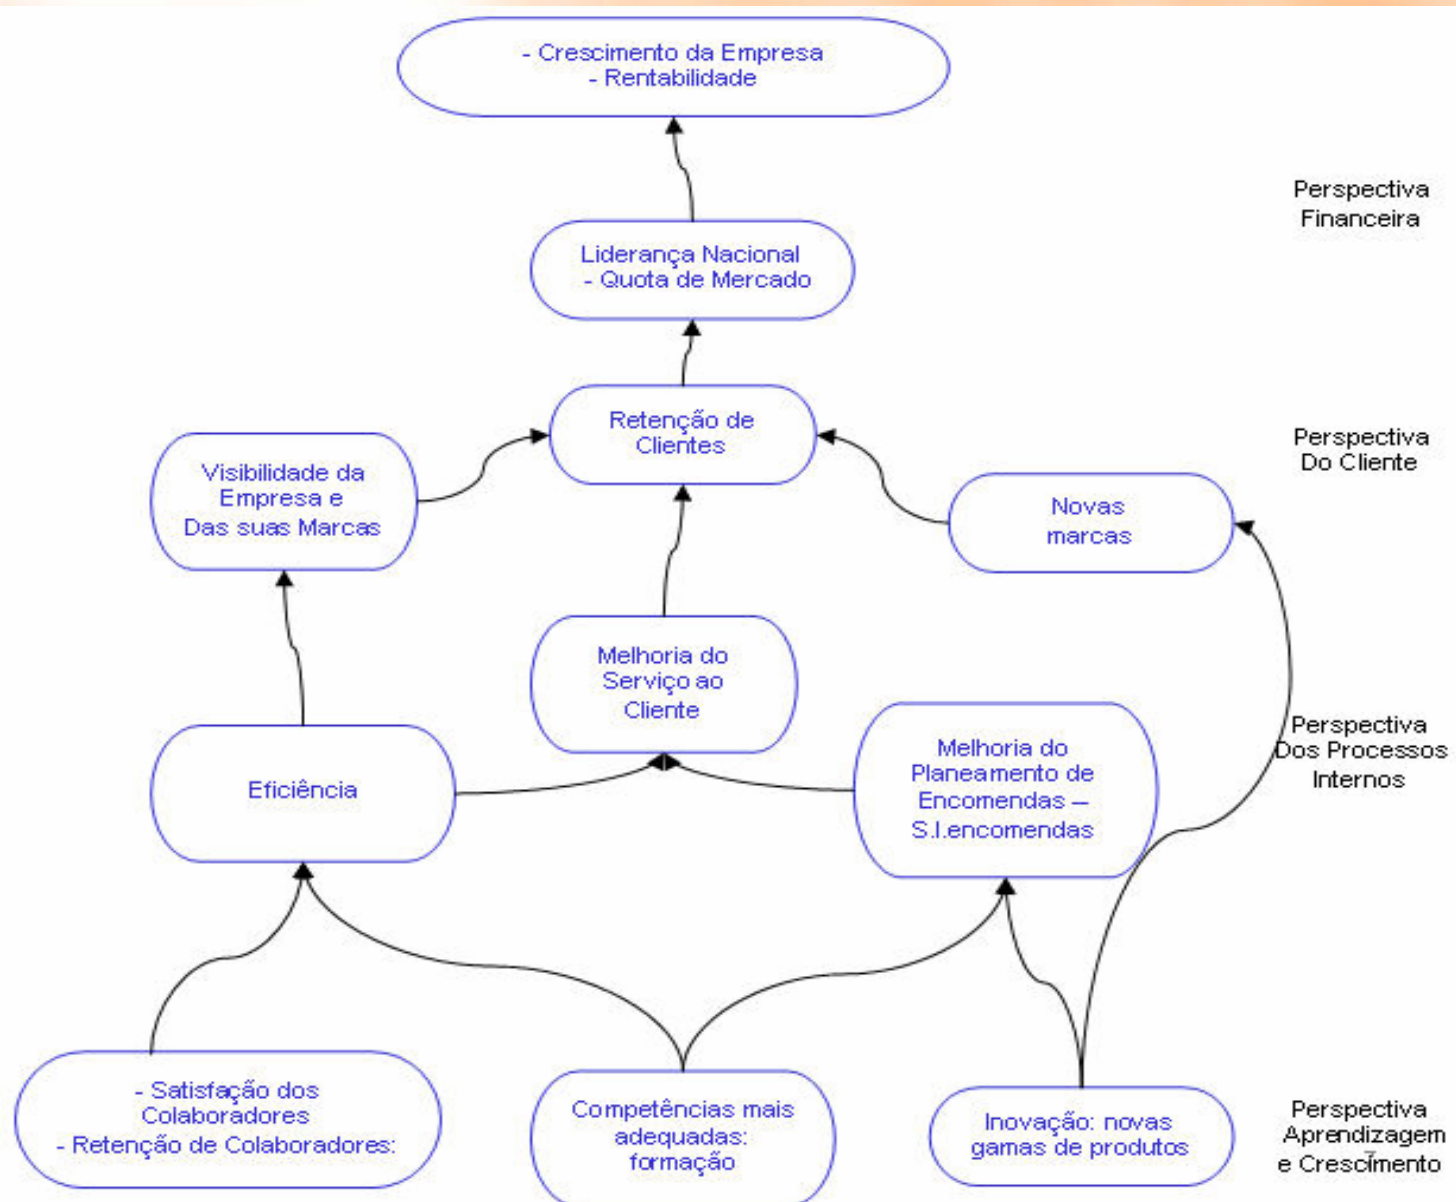 - Crescimento da Empresa
- Rentabilidade
Perspectiva
Financeira
Liderança Nacional
- Quota de Mercado
Retenção de
Clientes
Perspectiva
Do Cliente
Visibilidade da
Empresa e
Das suas Marcas
Novas
marcas
Melhoria do
Serviço ao
Cliente
Eficiência
Melhoria do
Planeamento de
Encomendas –
S.I.encomendas
Perspectiva
Dos Processos
Internos
- Satisfação dos
Colaboradores
- Retenção de Colaboradores:
Competências mais
adequadas:
formação
Inovação: novas
gamas de produtos
Perspectiva
Aprendizagem
e Crescimento